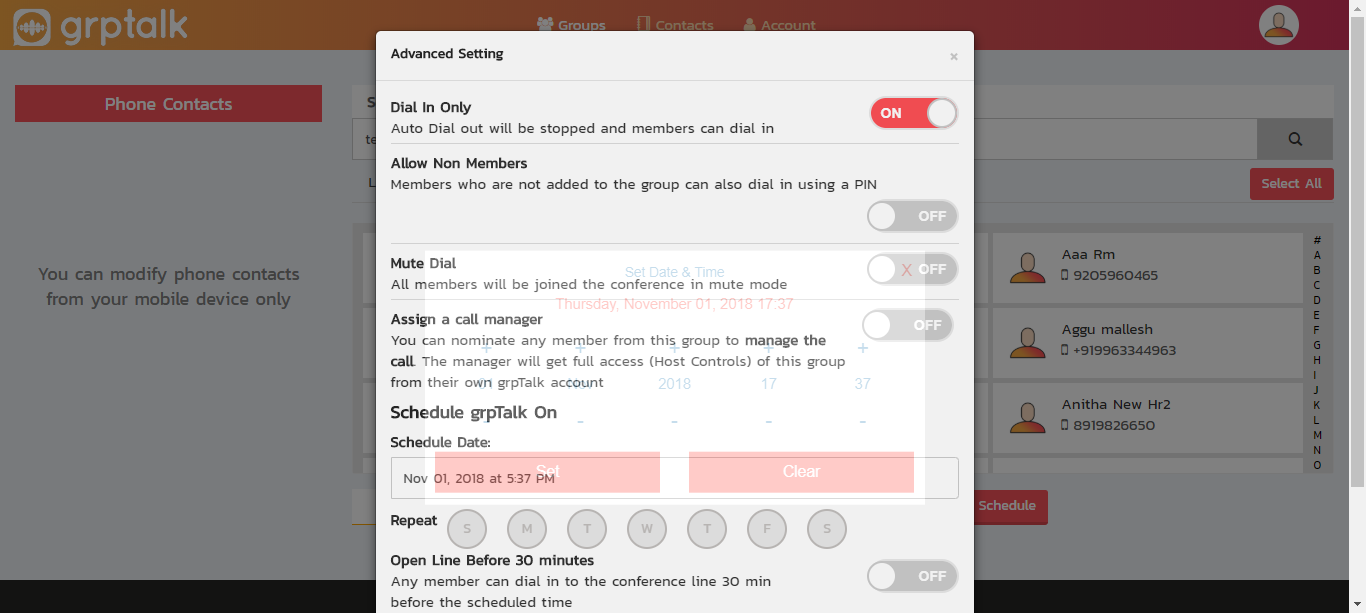 grptalk
Groups
Contacts
Account
Phone Contacts
You can modify phone contacts
from your mobile device only
Select All
Advanced Setting
×
Dial In Only
ON
Auto Dial out will be stopped and members can dial in
Allow Non Members
Members who are not added to the group can also dial in using a PIN
OFF
Mute Dial
X OFF
All members will be joined the conference in mute mode
Set Date & Time
Thursday, November 01, 2018 17:37
Assign a call manager
OFF
You can nominate any member from this group to manage the
call. The manager will get full access (Host Controls) of this group
from their own grpTalk account
+ + + + +
2018 17 37
- - - -
Schedule grpTalk On
Schedule Date:
Nov 01, 2018 at 5:37 PM
Set
Clear
Repeat S M T W T F S
Open Line Before 30 minutes
OFF
Any member can dial in to the conference line 30 min
before the scheduled time
Aaa Rm
9205960465
Aggu mallesh
+919963344963
Anitha New Hr2
8919826650
#
A
B
C
D
E
F
G
H
I
J
K
L
M
N
O
Schedule